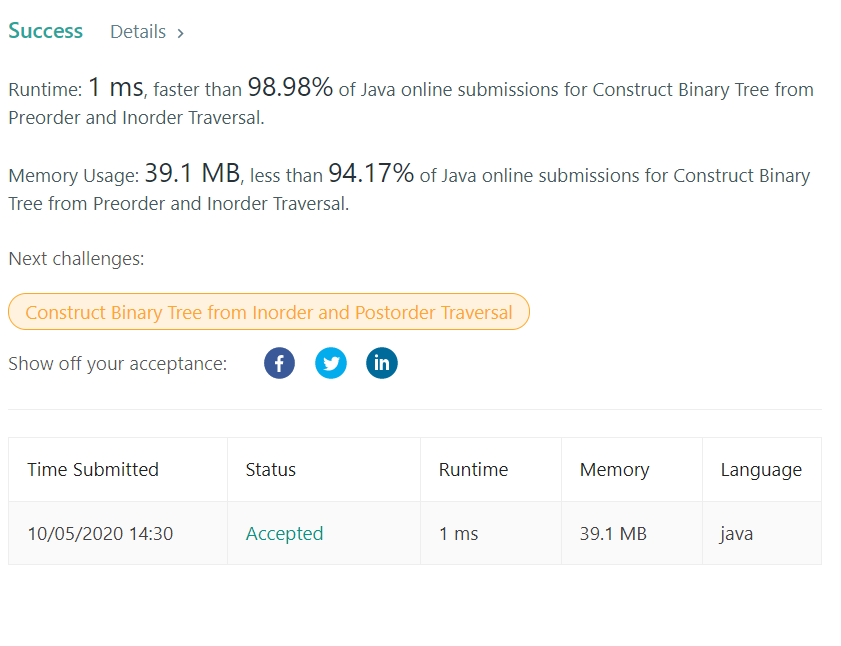 Success Details >
Runtime: 1 ms, faster than 98.98% of Java online submissions for Construct Binary Tree from
Preorder and Inorder Traversal.
Memory Usage: 39.1 MB, less than 94.17% of Java online submissions for Construct Binary
Tree from Preorder and Inorder Traversal.
Next challenges:
Construct Binary Tree from Inorder and Postorder Traversal
Show off your acceptance: f in
Time Submitted Status Runtime Memory Language
10/05/2020 14:30 Accepted 1 ms 39.1 MB java